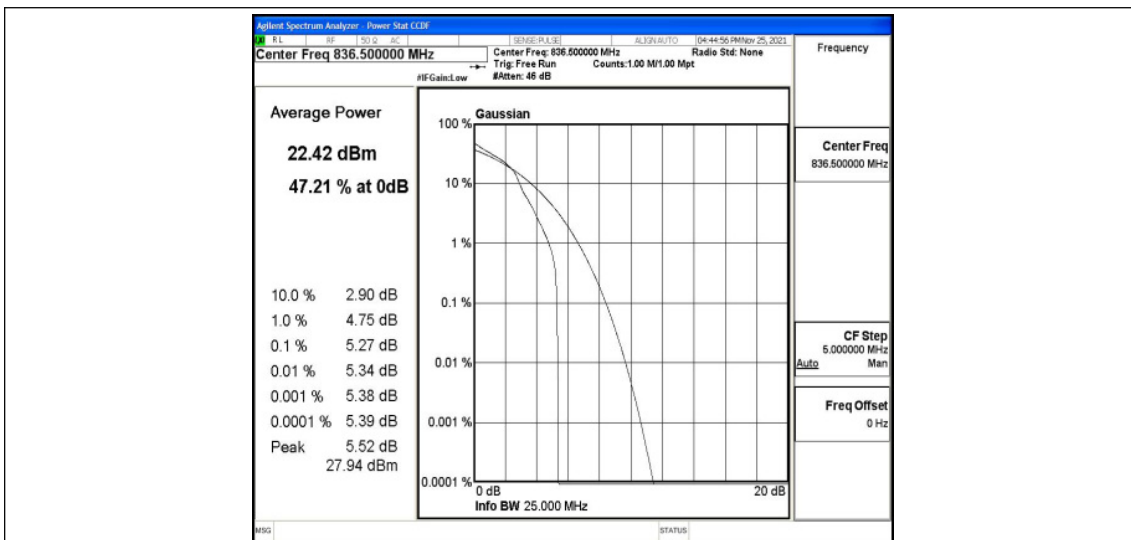 Agilent Spectrum Analyzer - Power Stat CCDF
RL RF 50 Ω AC SENSE:PULSE ALIGN AUTO 04:44:56 PM Nov 25, 2021
Center Freq 836.500000 MHz
Center Freq: 836.500000 MHz Radio Std: None
Trig: Free Run Counts:1.00 M/1.00 Mpt
#IFGain:Low #Atten: 46 dB
Frequency
Average Power
22.42 dBm
47.21 % at 0dB
10.0 % 2.90 dB
1.0 % 4.75 dB
0.1 % 5.27 dB
0.01 % 5.34 dB
0.001 % 5.38 dB
0.0001 % 5.39 dB
Peak 5.52 dB
27.94 dBm
Gaussian
100 %
10 %
1 %
0.1 %
0.01 %
0.001 %
0.0001 %
0 dB 20 dB
Info BW 25.000 MHz
Center Freq
836.500000 MHz
CF Step
5.000000 MHz
Auto Man
Freq Offset
0 Hz
MSG STATUS